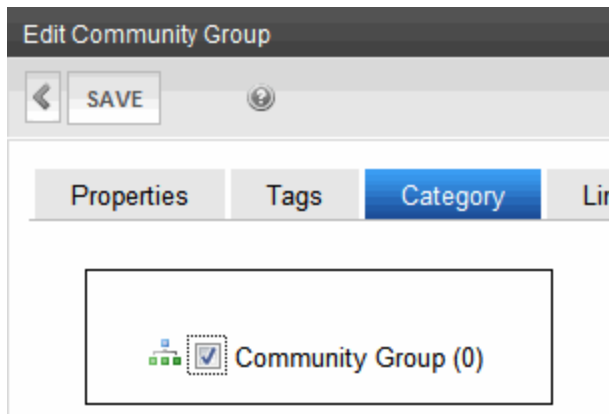 Edit Community Group
SAVE
Properties Tags Category
Community Group (0)